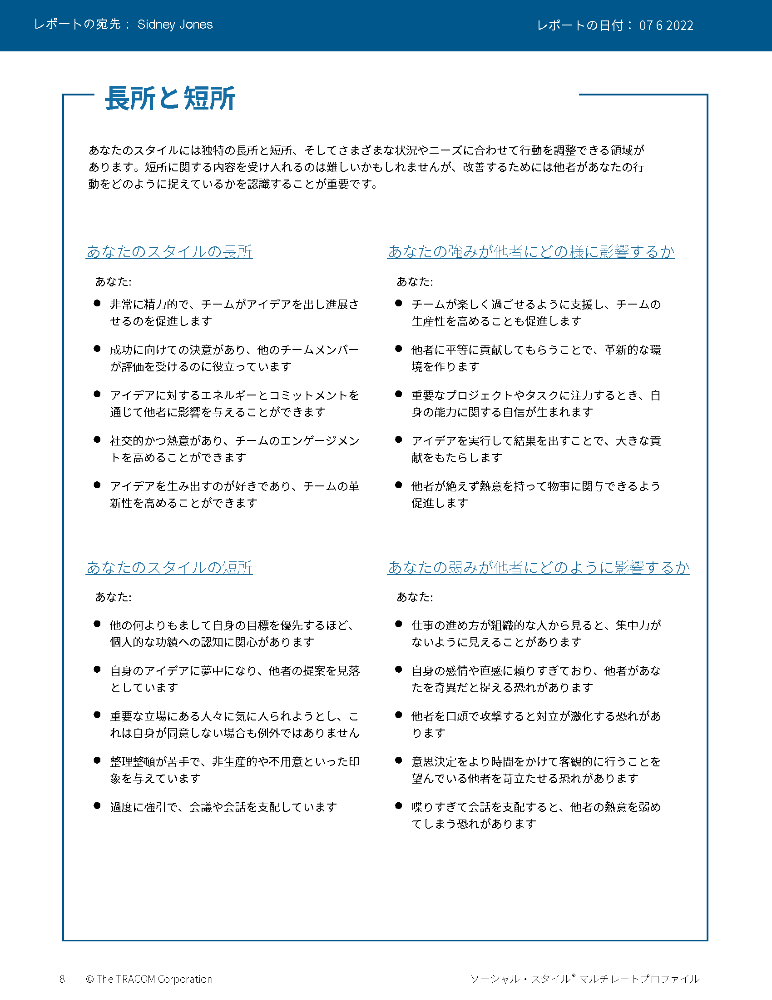 レポートの宛先： Sidney Jones
レポートの日付： 07 6 2022
長所と短所
あなたのスタイルには独特の長所と短所、そしてさまざまな状況やニーズに合わせて行動を調整できる領域が
あります。短所に関する内容を受け入れるのは難しいかもしれませんが、改善するためには他者があなたの行
動をどのように捉えているかを認識することが重要です。
あなたのスタイルの長所
あなた:
● 非常に精力的で、チームがアイデアを出し進展さ
せるのを促進します
● 成功に向けての決意があり、他のチームメンバー
が評価を受けるのに役立っています
● アイデアに対するエネルギーとコミットメントを
通じて他者に影響を与えることができます
● 社交的かつ熱意があり、チームのエンゲージメン
トを高めることができます
● アイデアを生み出すのが好きであり、チームの革
新性を高めることができます
あなたの強みが他者にどの様に影響するか
あなた:
● チームが楽しく過ごせるように支援し、チームの
生産性を高めることも促進します
● 他者に平等に貢献してもらうことで、革新的な環
境を作ります
● 重要なプロジェクトやタスクに注力するとき、自
身の能力に関する自信が生まれます
● アイデアを実行して結果を出すことで、大きな貢
献をもたらします
● 他者が絶えず熱意を持って物事に関与できるよう
促進します
あなたのスタイルの短所
あなた:
● 他の何よりもまして自身の目標を優先するほど、
個人的な功績への認知に関心があります
● 自身のアイデアに夢中になり、他者の提案を見落
としています
● 重要な立場にある人々に気に入られようとし、こ
れは自身が同意しない場合も例外ではありません
● 整理整頓が苦手で、非生産的や不用意といった印
象を与えています
● 過度に強引で、会議や会話を支配しています
あなたの弱みが他者にどのように影響するか
あなた:
● 仕事の進め方が組織的な人から見ると、集中力が
ないように見えることがあります
● 自身の感情や直感に頼りすぎており、他者があな
たを奇異だと捉える恐れがあります
● 他者を口頭で攻撃すると対立が激化する恐れがあ
ります
● 意思決定をより時間をかけて客観的に行うことを
望んでいる他者を苛立たせる恐れがあります
● 喋りすぎて会話を支配すると、他者の熱意を弱め
てしまう恐れがあります
8 © The TRACOM Corporation
ソーシャル・スタイル® マルチレートプロファイル